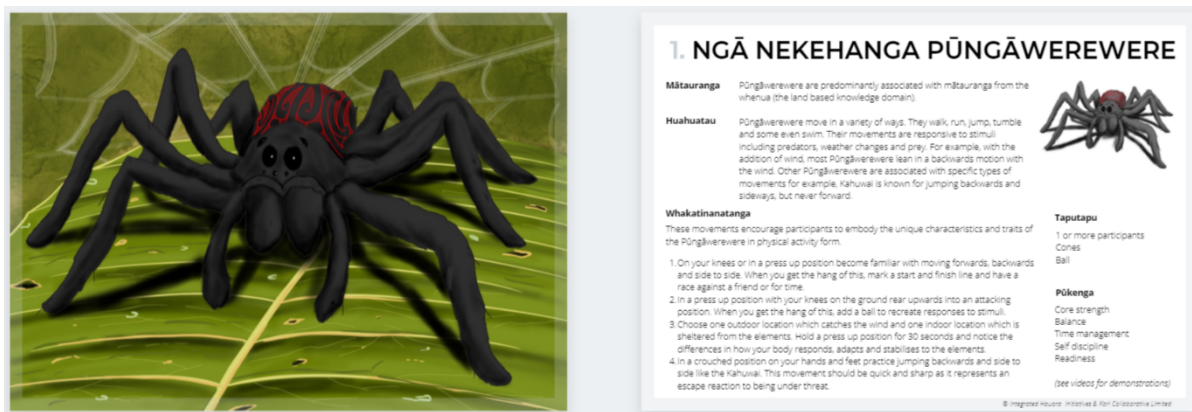 1. NGĀ NEKEHANGA PŪNGĀWEREWERE
Mātauranga
Pūngāwerewere are predominantly associated with mātauranga from the
whenua (the land based knowledge domain).
Huahuatau
Pūngāwerewere move in a variety of ways. They walk, run, jump, tumble
and some even swim. Their movements are responsive to stimuli
including predators, weather changes and prey. For example, with the
addition of wind, most Pūngāwerewere lean in a backwards motion with
the wind. Other Pūngāwerewere are associated with specific types of
movements for example, Kahuwai is known for jumping backwards and
sideways, but never forward.
Whakatinanatanga
These movements encourage participants to embody the unique characteristics and traits of
the Pūngāwerewere in physical activity form.
1. On your knees or in a press up position become familiar with moving forwards, backwards
and side to side. When you get the hang of this, mark a start and finish line and have a
race against a friend or for time.
2. In a press up position with your knees on the ground rear upwards into an attacking
position. When you get the hang of this, add a ball to recreate responses to stimuli.
3. Choose one outdoor location which catches the wind and one indoor location which is
sheltered from the elements. Hold a press up position for 30 seconds and notice the
differences in how your body responds, adapts and stabilises to the elements.
4. In a crouched position on your hands and feet practice jumping backwards and side to
side like the Kahuwai. This movement should be quick and sharp as it represents an
escape reaction to being under threat.
Taputapu
1 or more participants
Cones
Ball
Pūkenga
Core strength
Balance
Time management
Self discipline
Readiness
(see videos for demonstrations)
© Integrated Hauora Initiatives & Kori Collaborative Limited